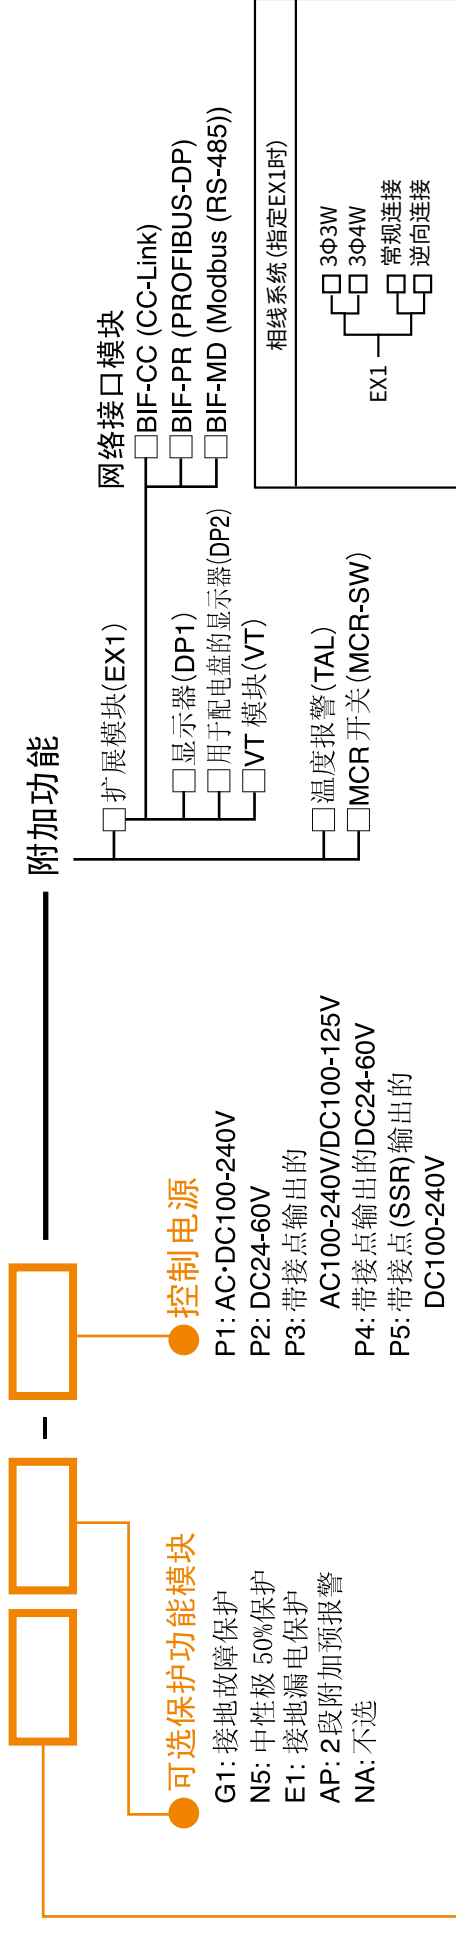 可选保护功能模块
G1: 接地故障保护
N5: 中性极 50%保护
E1: 接地漏电保护
AP: 2段附加预报警
NA: 不选
控制电源
P1: AC·DC100-240V
P2: DC24-60V
P3: 带接点输出的
AC100-240V/DC100-125V
P4: 带接点输出的DC24-60V
P5: 带接点(SSR)输出的
DC100-240V
附加功能
扩展模块(EX1)
显示器(DP1)
用于配电盘的显示器(DP2)
VT 模块(VT)
温度报警(TAL)
MCR 开关(MCR-SW)
网络接口模块
BIF-CC (CC-Link)
BIF-PR (PROFIBUS-DP)
BIF-MD (Modbus (RS-485))
相线系统(指定EX1时)
EX1
3Φ3W
3Φ4W
常规连接
逆向连接